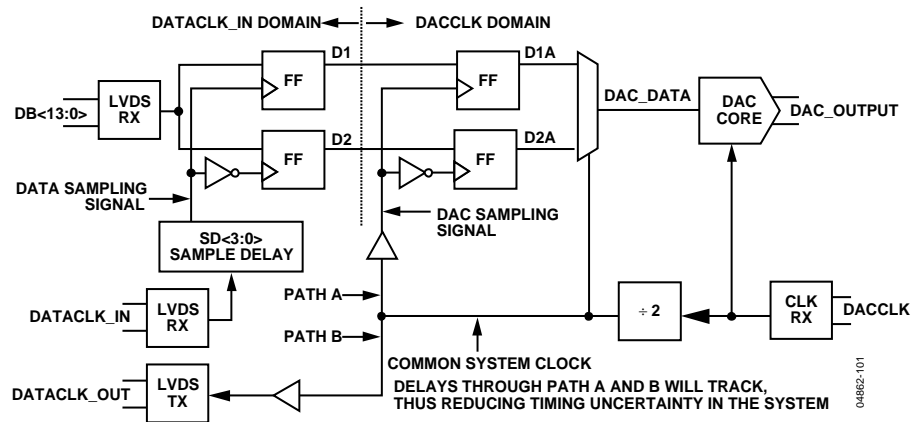 DATACLK_IN DOMAIN
DACCLK DOMAIN
D1
D1A
FF
FF
LVDS
RX
DB<13:0>
DAC_DATA
DAC
CORE
DAC_OUTPUT
D2
D2A
FF
FF
DATA SAMPLING
SIGNAL
DAC SAMPLING
SIGNAL
SD<3:0>
SAMPLE DELAY
PATH A
DATACLK_IN
LVDS
RX
PATH B
÷ 2
CLK
RX
DACCLK
COMMON SYSTEM CLOCK
DATACLK_OUT
LVDS
TX
DELAYS THROUGH PATH A AND B WILL TRACK,
THUS REDUCING TIMING UNCERTAINTY IN THE SYSTEM
04862-101